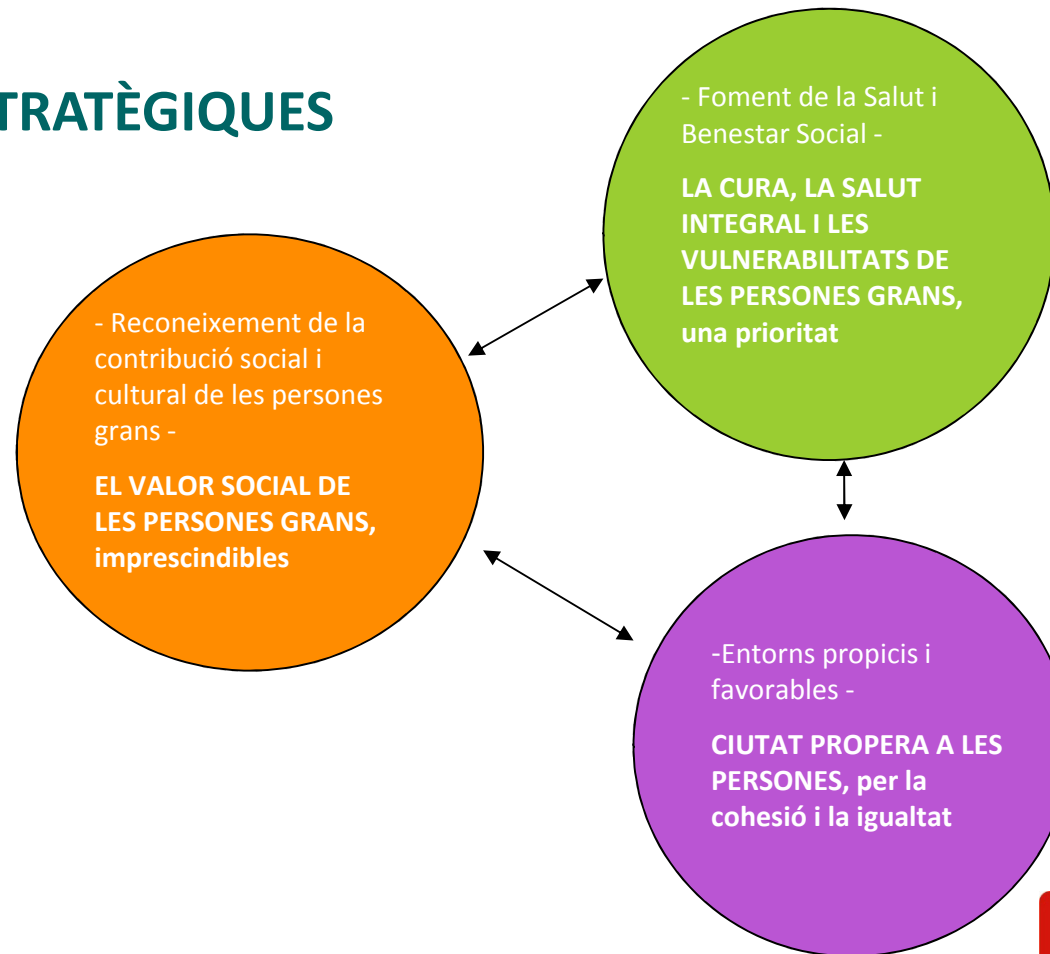 TRATÈGIQUES
- Foment de la Salut i
Benestar Social -
LA CURA, LA SALUT
INTEGRAL I LES
VULNERABILITATS DE
LES PERSONES GRANS,
una prioritat
- Reconeixement de la
contribució social i
cultural de les persones
grans -
EL VALOR SOCIAL DE
LES PERSONES GRANS,
imprescindibles
-Entorns propicis i
favorables -
CIUTAT PROPERA A LES
PERSONES, per la
cohesió i la igualtat